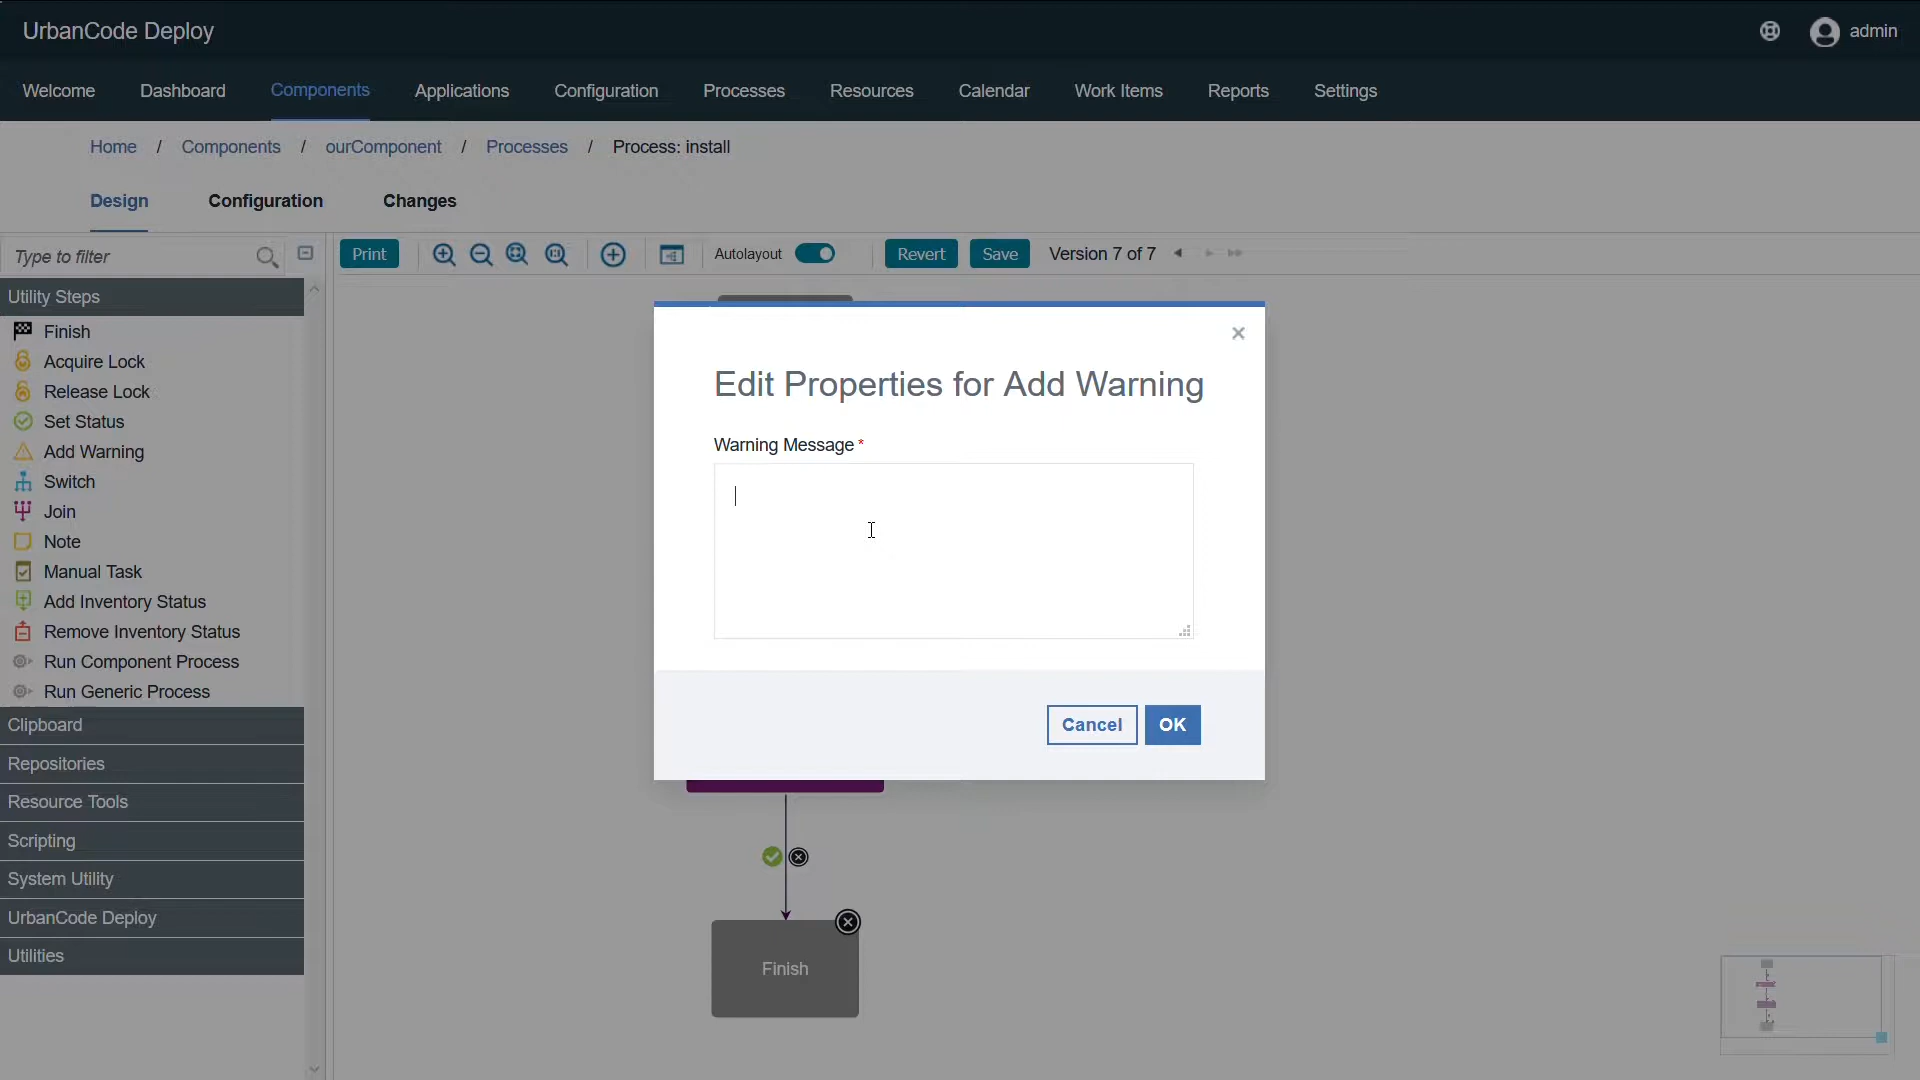 UrbanCode Deploy
admin
Welcome Dashboard Components Applications Configuration Processes Resources Calendar Work Items Reports Settings
Home / Components / ourComponent / Processes / Process: install
Design Configuration Changes
Type to filter
Print Autolayout Revert Save Version 7 of 7
Utility Steps
Finish
Acquire Lock
Release Lock
Set Status
Add Warning
Switch
Join
Note
Manual Task
Add Inventory Status
Remove Inventory Status
Run Component Process
Run Generic Process
Clipboard
Repositories
Resource Tools
Scripting
System Utility
UrbanCode Deploy
Utilities
Edit Properties for Add Warning
Warning Message *
Cancel OK
Finish